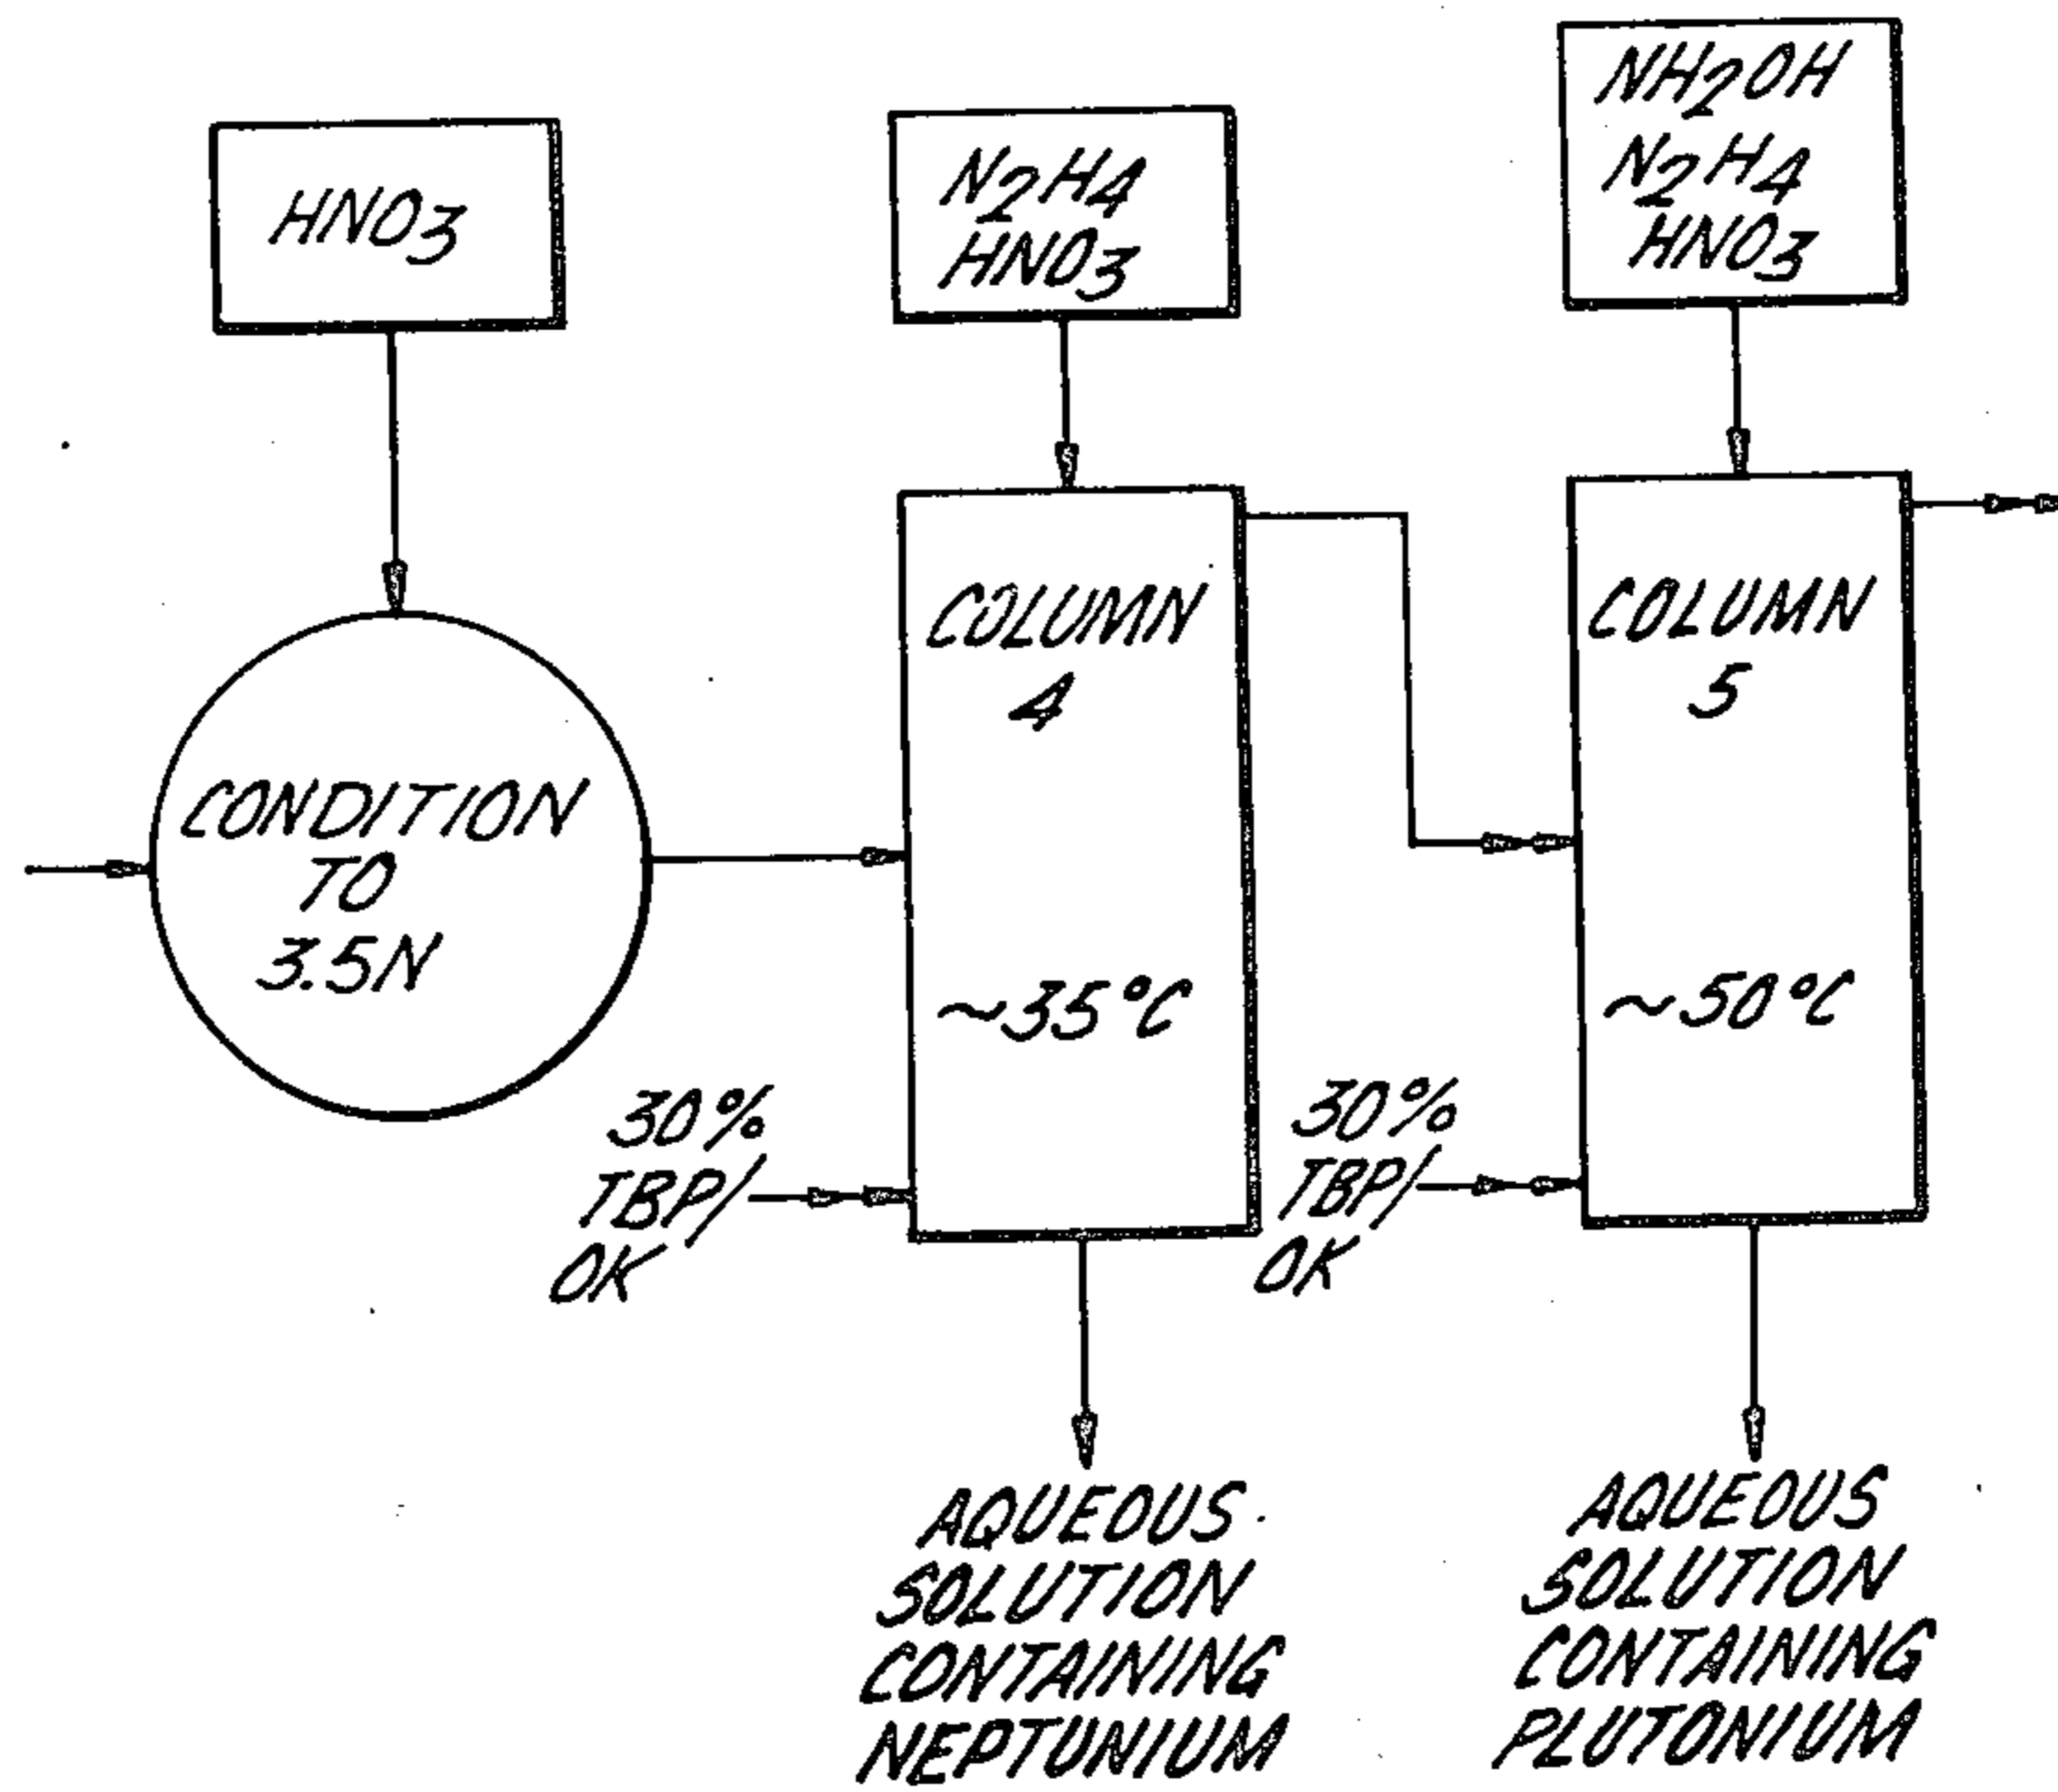 HNO3
N2H4
HNO3
NH2OH
N2H4
HNO3
CONDITION
TO
3.5N
COLUMN
4
~35°C
30%
TBP/
OK
COLUMN
5
~50°C
30%
TBP/
OK
AQUEOUS
SOLUTION
CONTAINING
NEPTUNIUM
AQUEOUS
SOLUTION
CONTAINING
PLUTONIUM